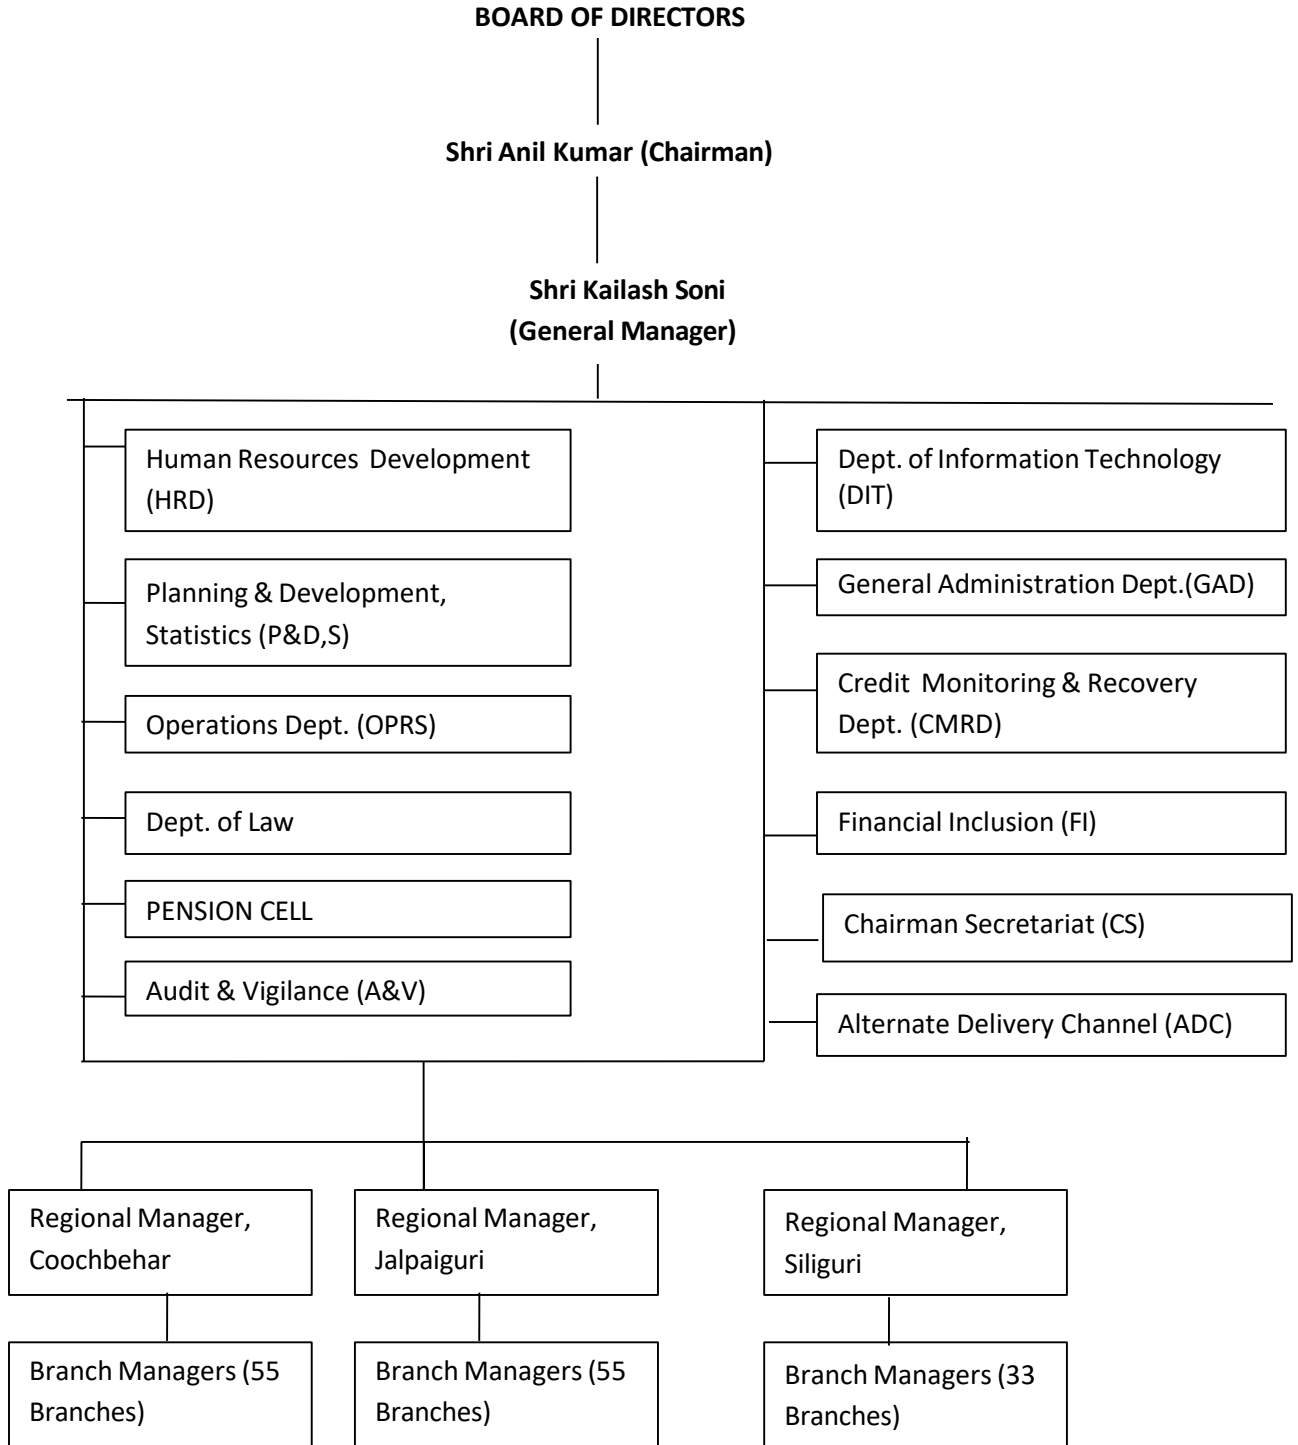 BOARD OF DIRECTORS
Shri Anil Kumar (Chairman)
Shri Kailash Soni
(General Manager)
Human Resources Development
(HRD)
Planning & Development,
Statistics (P&D,S)
Operations Dept. (OPRS)
Dept. of Law
PENSION CELL
Audit & Vigilance (A&V)
Dept. of Information Technology
(DIT)
General Administration Dept.(GAD)
Credit Monitoring & Recovery
Dept. (CMRD)
Financial Inclusion (FI)
Chairman Secretariat (CS)
Alternate Delivery Channel (ADC)
Regional Manager,
Coochbehar
Regional Manager,
Jalpaiguri
Regional Manager,
Siliguri
Branch Managers (55
Branches)
Branch Managers (55
Branches)
Branch Managers (33
Branches)